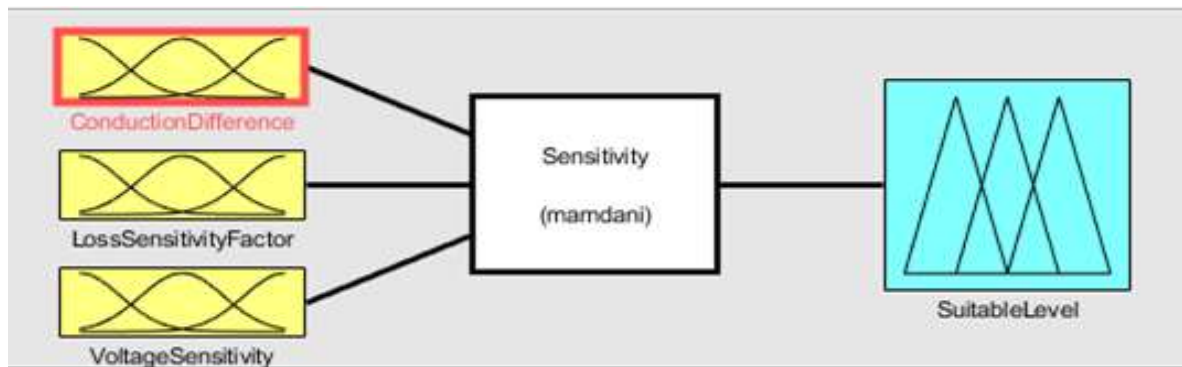 ConductionDifference
LossSensitivityFactor
VoltageSensitivity
Sensitivity
(mamdani)
SuitableLevel